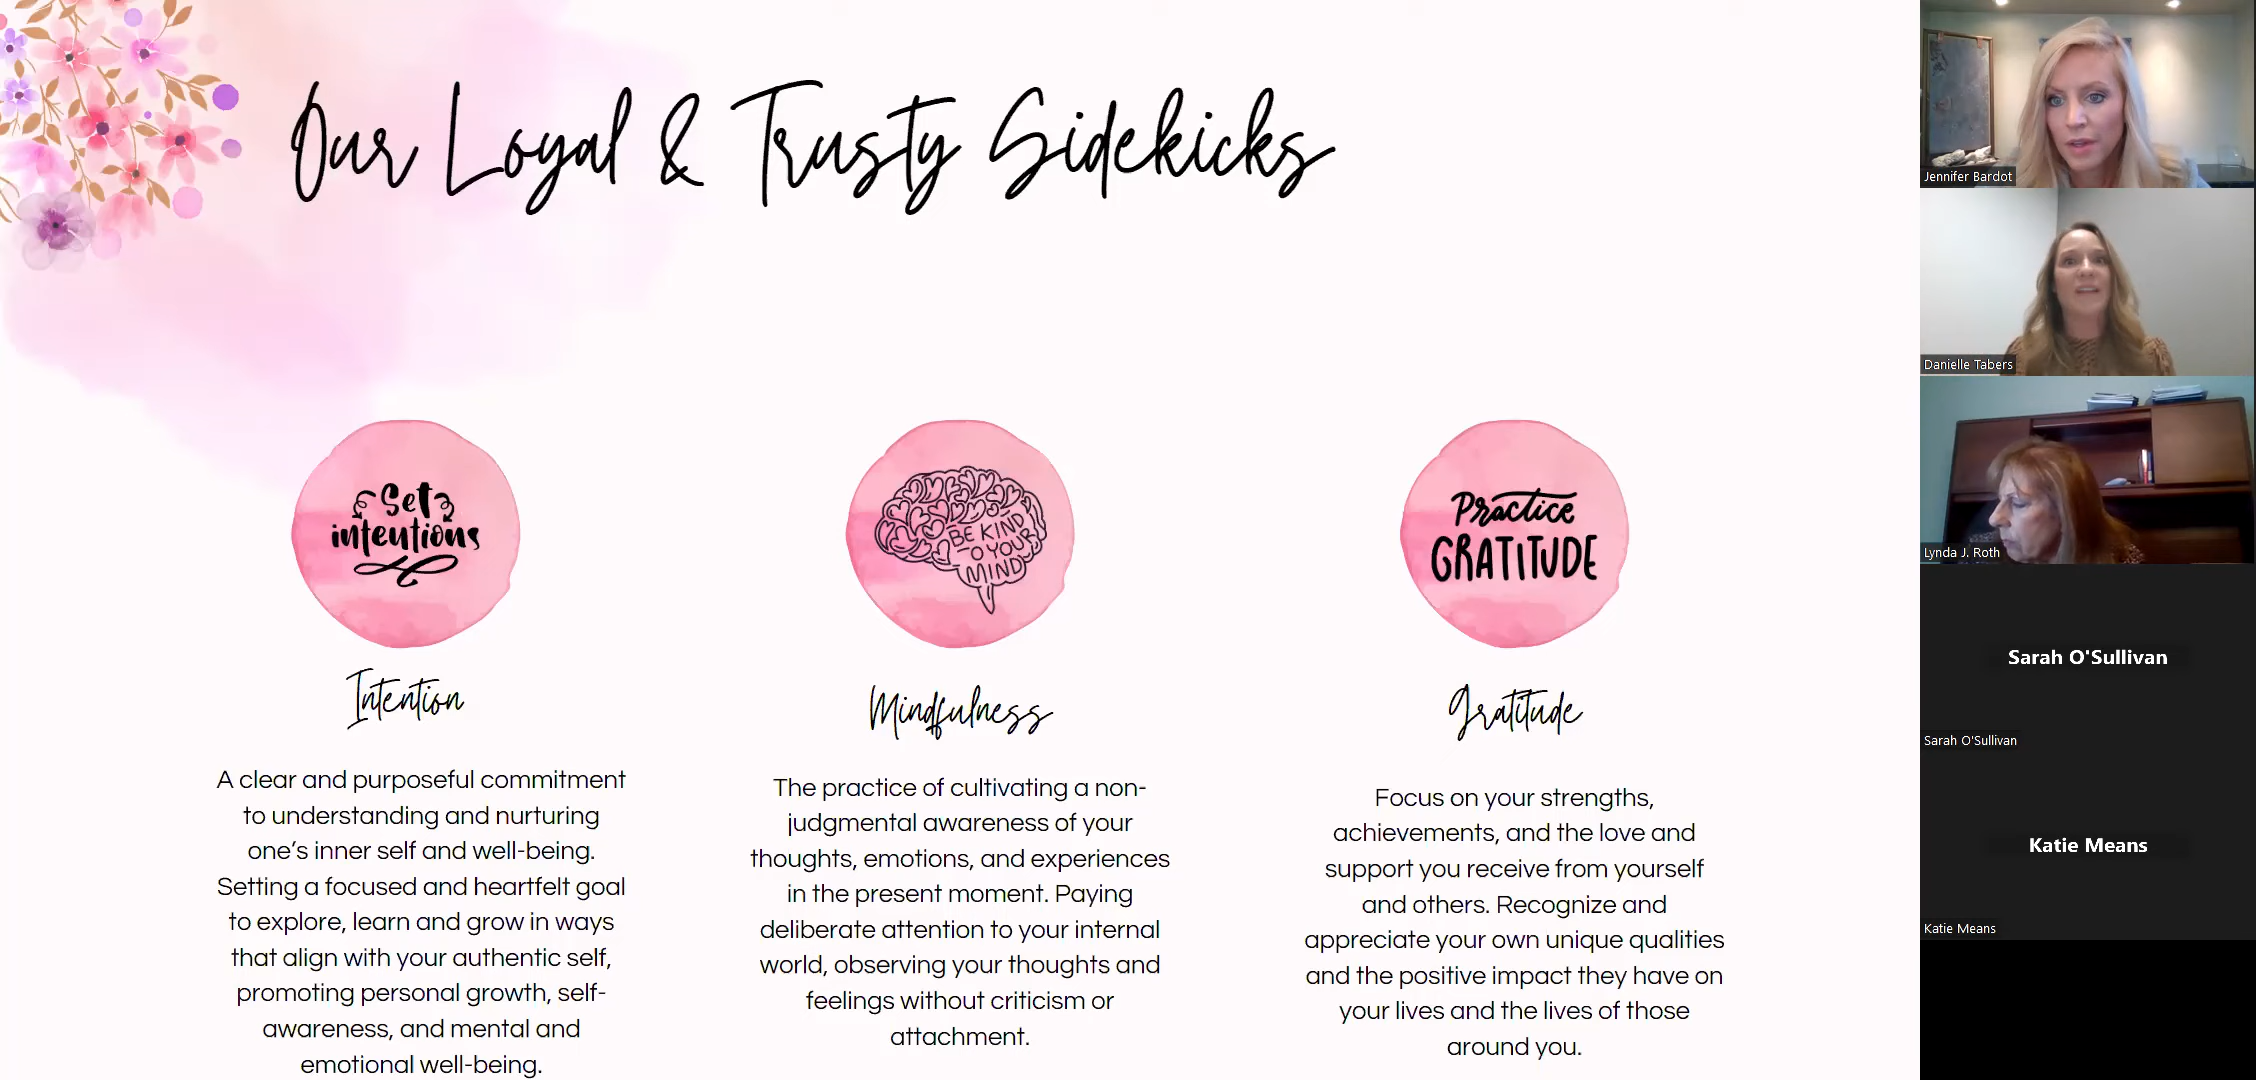 Our Loyal & Trusty Sidekicks
Set
intentions
Intention
A clear and purposeful commitment
to understanding and nurturing
one’s inner self and well-being.
Setting a focused and heartfelt goal
to explore, learn and grow in ways
that align with your authentic self,
promoting personal growth, self-
awareness, and mental and
emotional well-being.
BE KIND
TO YOUR
MIND
Mindfulness
The practice of cultivating a non-
judgmental awareness of your
thoughts, emotions, and experiences
in the present moment. Paying
deliberate attention to your internal
world, observing your thoughts and
feelings without criticism or
attachment.
Practice
GRATITUDE
Gratitude
Focus on your strengths,
achievements, and the love and
support you receive from yourself
and others. Recognize and
appreciate your own unique qualities
and the positive impact they have on
your lives and the lives of those
around you.
Jennifer Bardot
Danielle Tabers
Lynda J. Roth
Sarah O'Sullivan
Sarah O'Sullivan
Katie Means
Katie Means